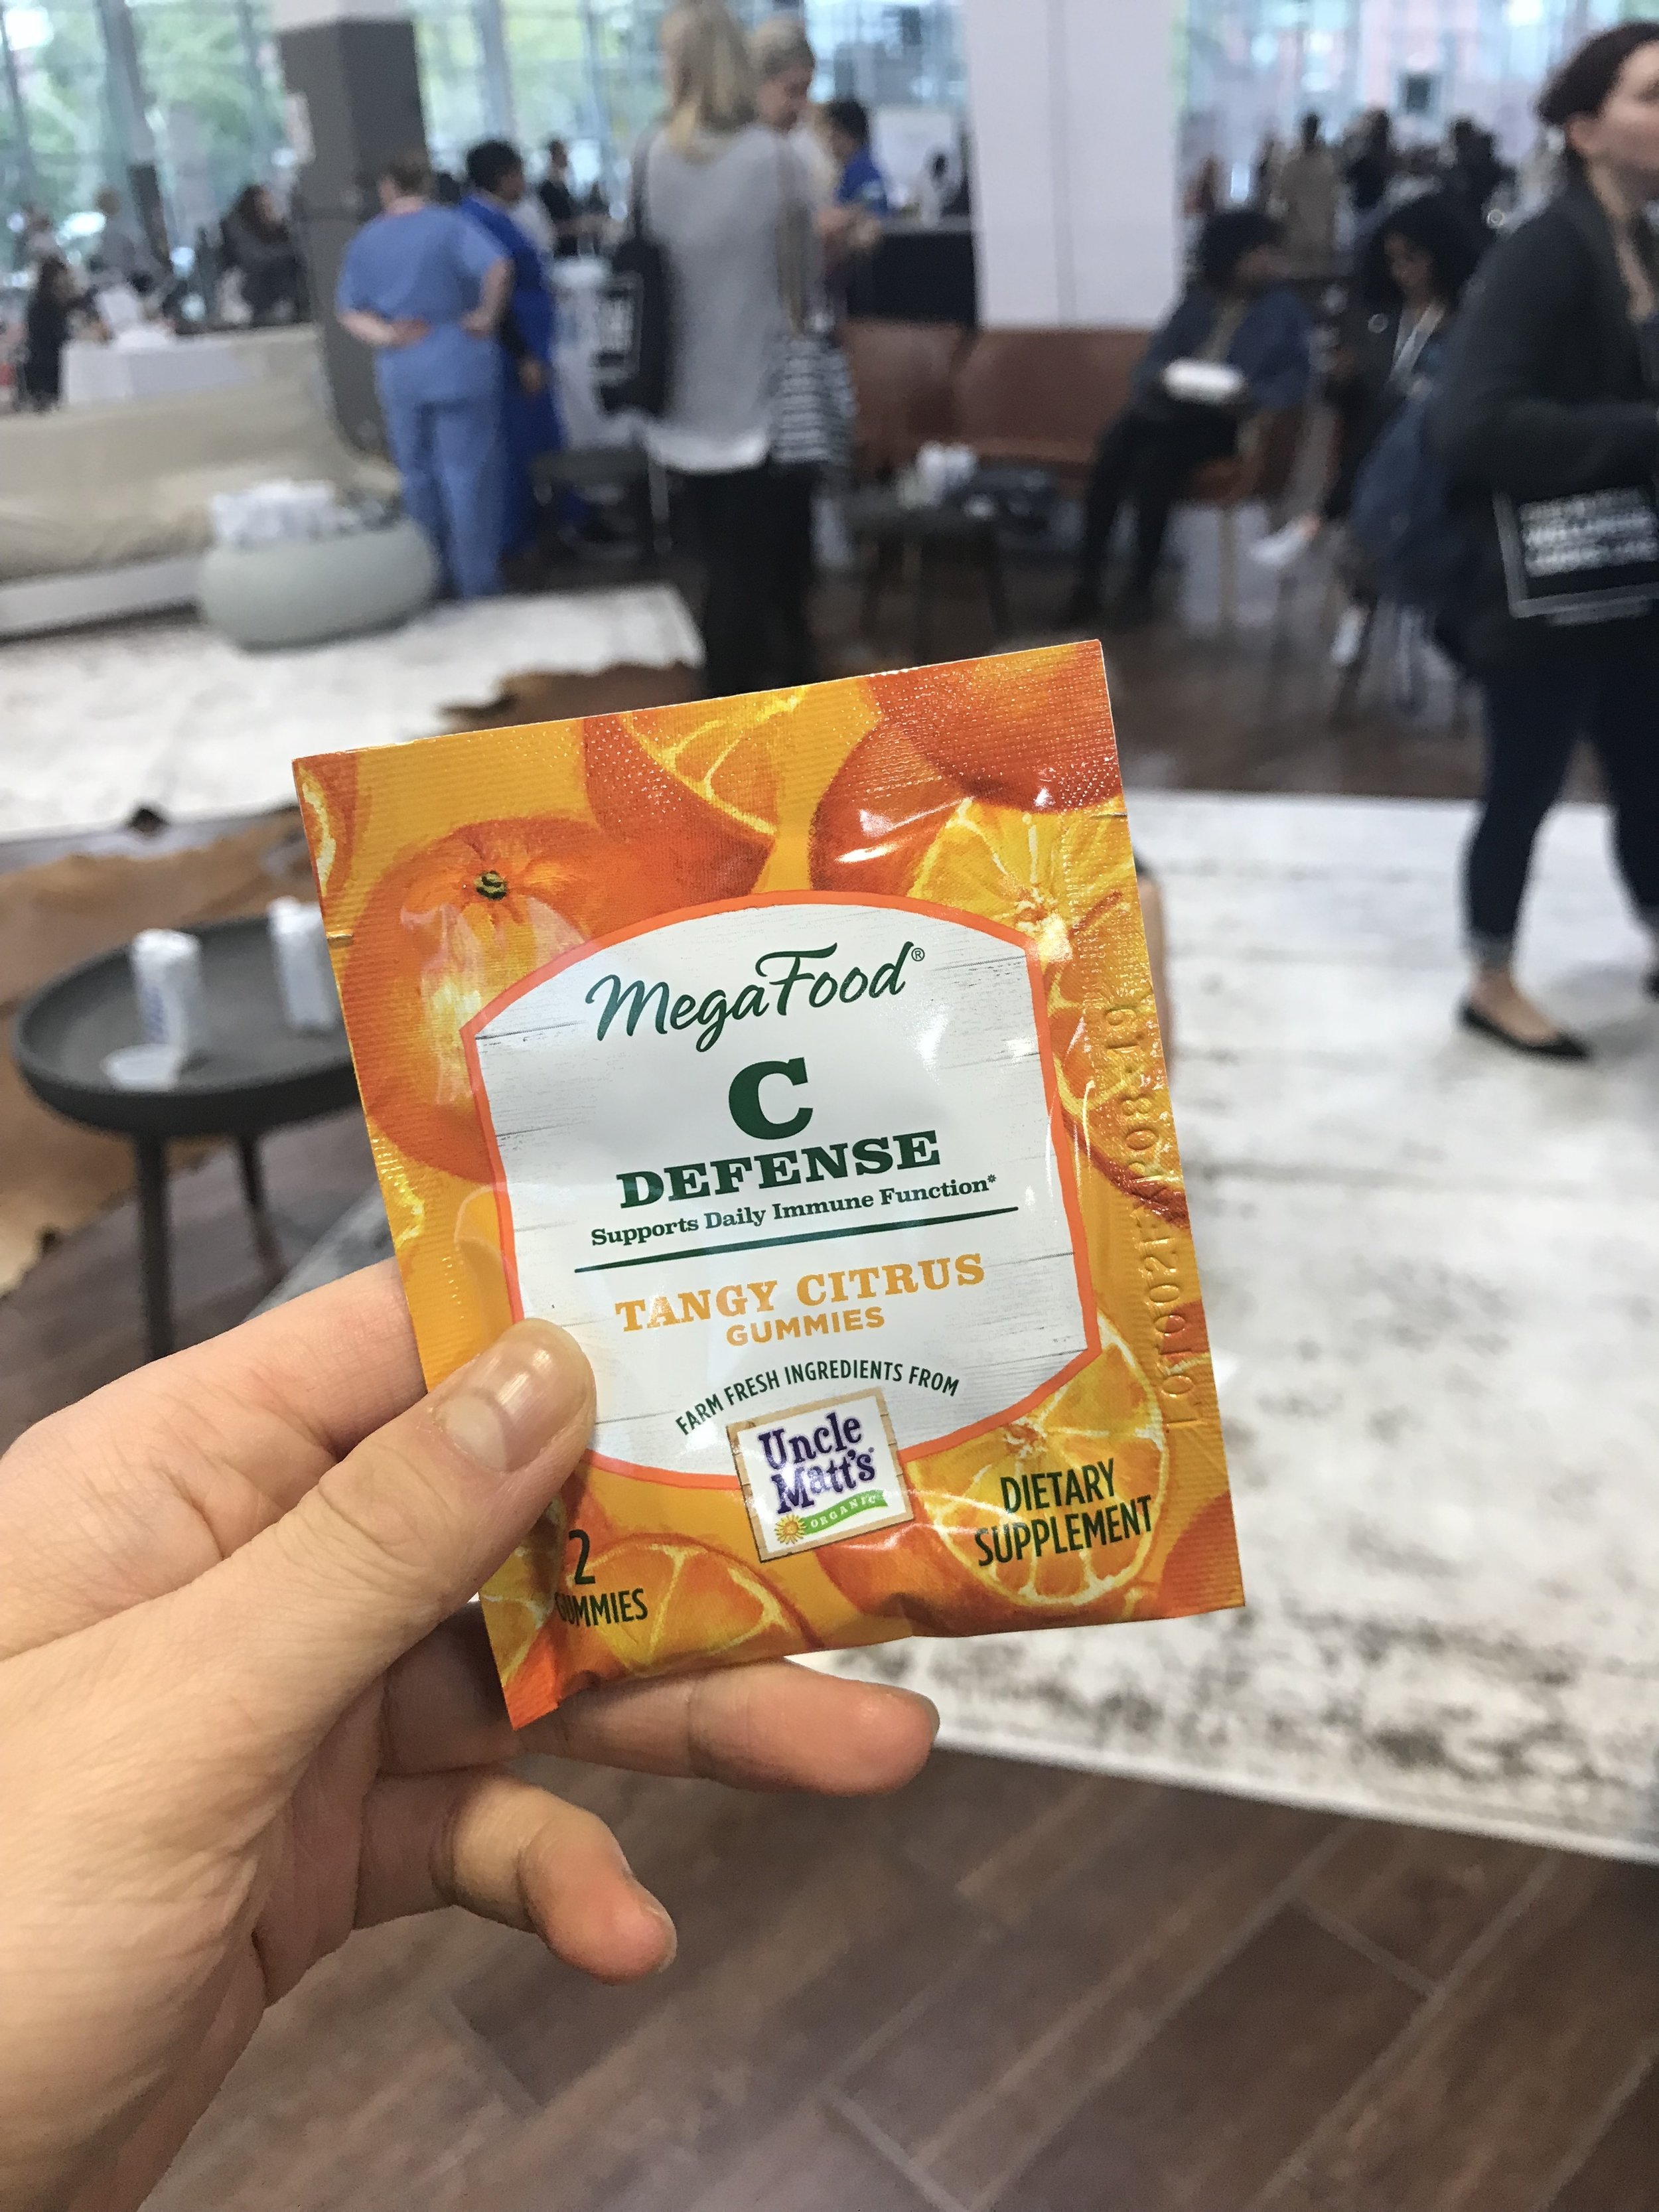 MegaFood®
C
DEFENSE
Supports Daily Immune Function*
TANGY CITRUS
GUMMIES
FARM FRESH INGREDIENTS FROM
Uncle
Matt's
ORGANIC
2
GUMMIES
DIETARY
SUPPLEMENT